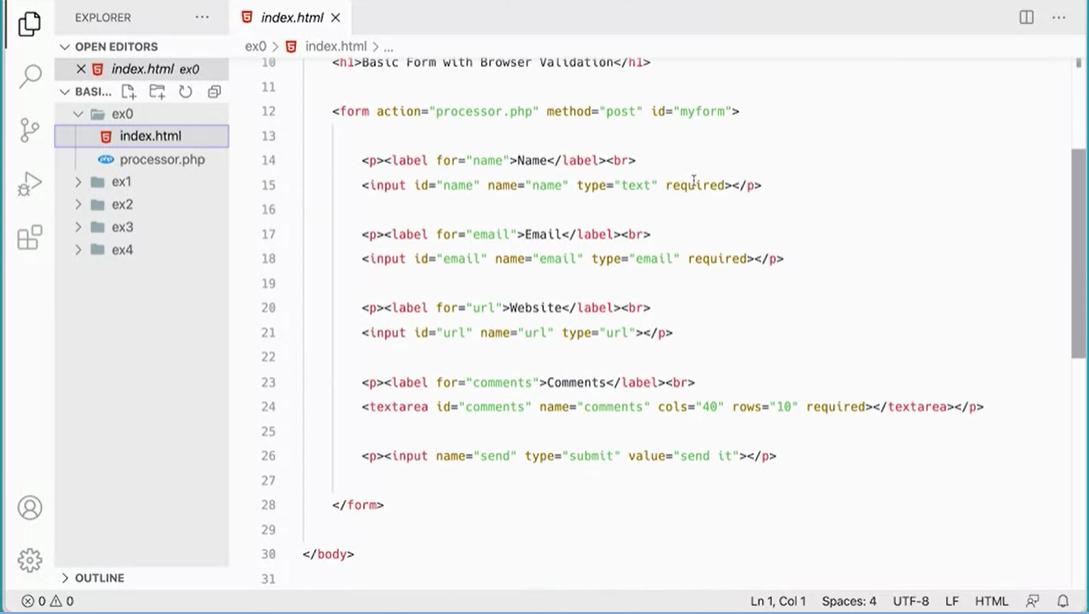 EXPLORER
OPEN EDITORS
index.html ex0
BASI...
ex0
index.html
processor.php
ex1
ex2
ex3
ex4
OUTLINE
index.html
ex0 > index.html > ...
10 <h1>Basic Form with Browser Validation</h1>
11
12 <form action="processor.php" method="post" id="myform">
13
14 <p><label for="name">Name</label><br>
15 <input id="name" name="name" type="text" required></p>
16
17 <p><label for="email">Email</label><br>
18 <input id="email" name="email" type="email" required></p>
19
20 <p><label for="url">Website</label><br>
21 <input id="url" name="url" type="url"></p>
22
23 <p><label for="comments">Comments</label><br>
24 <textarea id="comments" name="comments" cols="40" rows="10" required></textarea></p>
25
26 <p><input name="send" type="submit" value="send it"></p>
27
28 </form>
29
30 </body>
31
0 0 Ln 1, Col 1 Spaces: 4 UTF-8 LF HTML